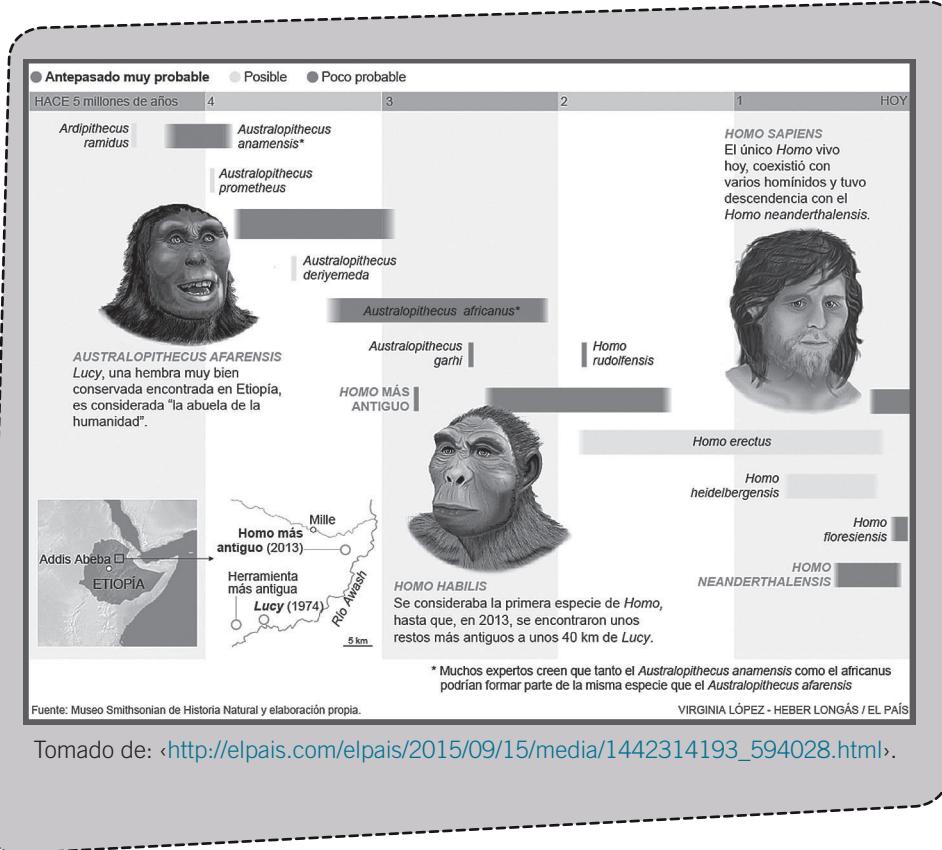 Antepasado muy probable Posible Poco probable
HACE 5 millones de años 4 3 2 1 HOY
Ardipithecus
ramidus
Australopithecus
anamensis*
Australopithecus
prometheus
HOMO SAPIENS
El único Homo vivo
hoy, coexistió con
varios homínidos y tuvo
descendencia con el
Homo neanderthalensis.
Australopithecus
deriyemeda
Australopithecus africanus*
AUSTRALOPITHECUS AFARENSIS
Lucy, una hembra muy bien
conservada encontrada en Etiopía,
es considerada “la abuela de la
humanidad”.
Australopithecus
garhi
Homo
rudolfensis
HOMO MÁS
ANTIGUO
Homo erectus
Homo
heidelbergensis
Homo
floresiensis
HOMO
NEANDERTHALENSIS
Addis Abeba
ETIOPÍA
Mille
Homo más
antiguo (2013)
Herramienta
más antigua
Lucy (1974)
Río Awash
5 km
HOMO HABILIS
Se consideraba la primera especie de Homo,
hasta que, en 2013, se encontraron unos
restos más antiguos a unos 40 km de Lucy.
* Muchos expertos creen que tanto el Australopithecus anamensis como el africanus
podrían formar parte de la misma especie que el Australopithecus afarensis
Fuente: Museo Smithsonian de Historia Natural y elaboración propia.
VIRGINIA LÓPEZ - HEBER LONGÁS / EL PAÍS
Tomado de: ‹http://elpais.com/elpais/2015/09/15/media/1442314193_594028.html›.